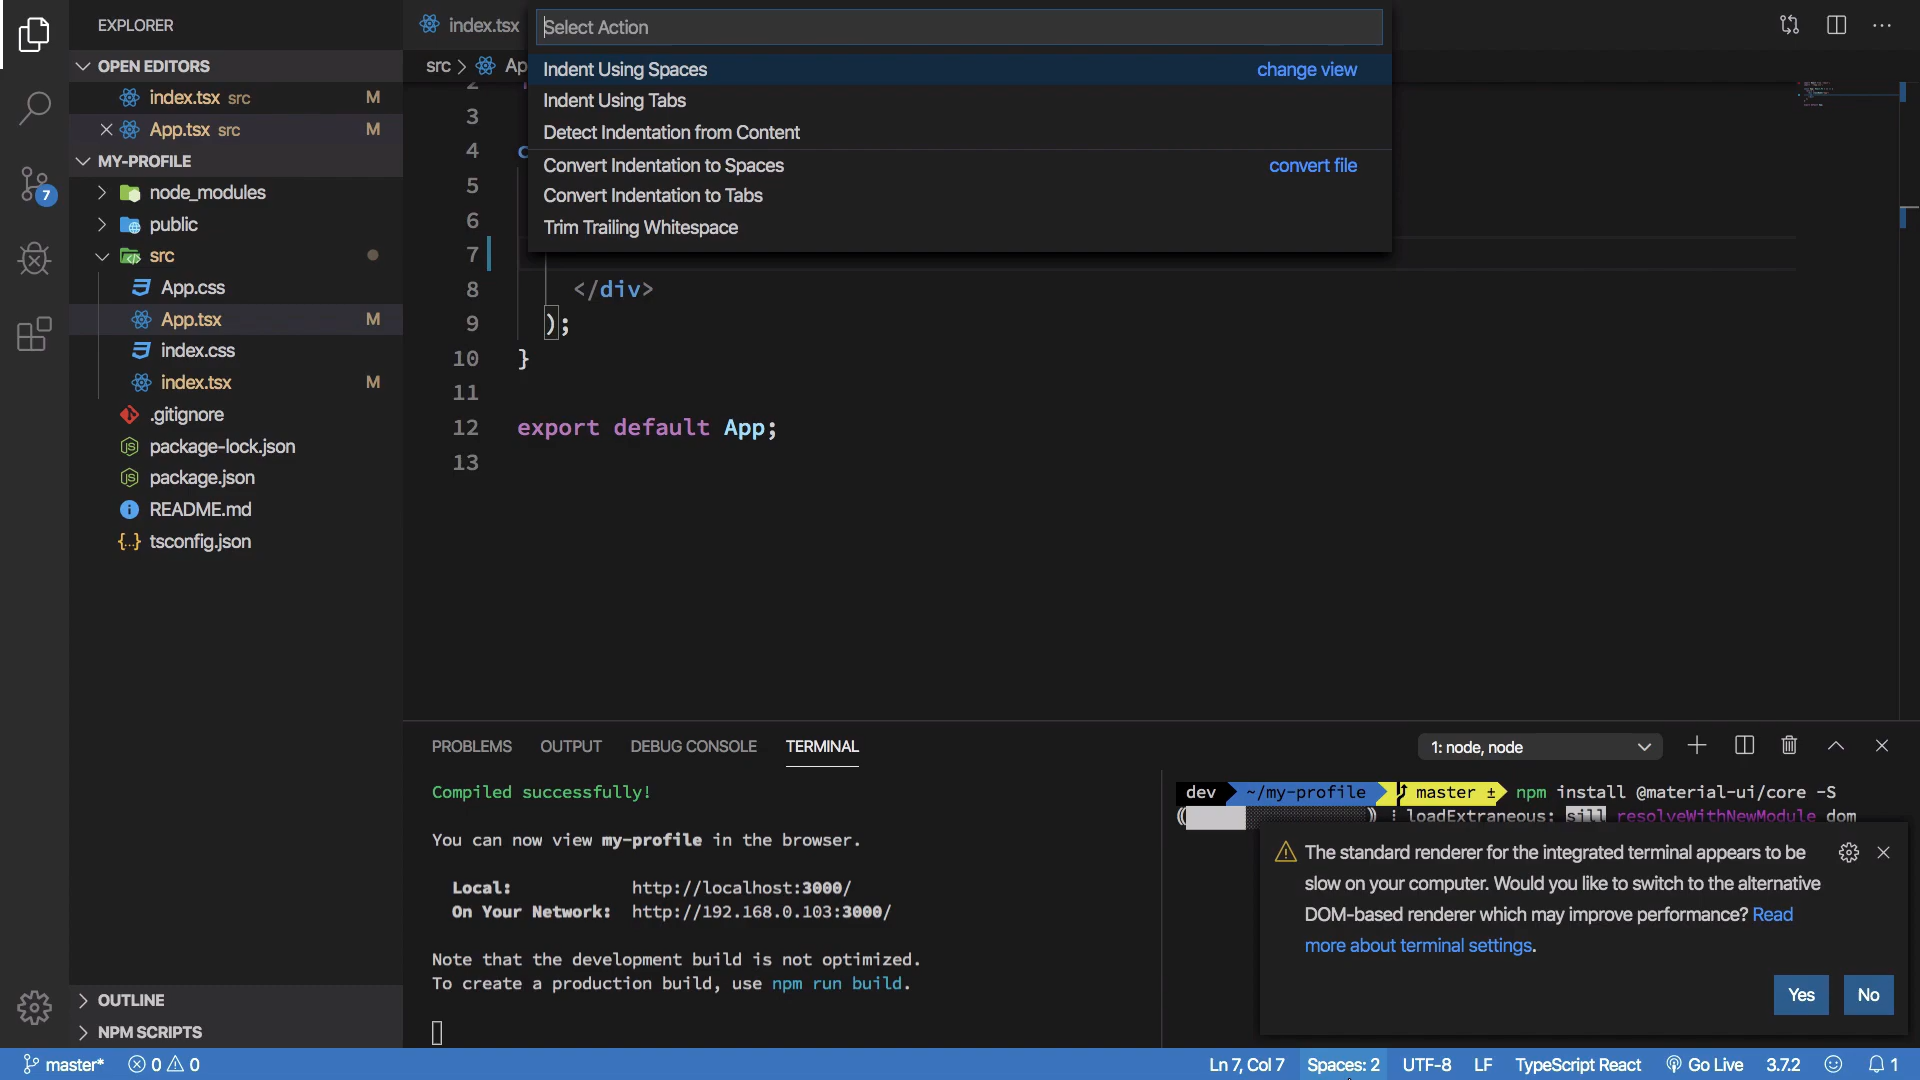 EXPLORER
OPEN EDITORS
index.tsx src M
App.tsx src M
MY-PROFILE
node_modules
public
src
App.css
App.tsx M
index.css
index.tsx M
.gitignore
package-lock.json
package.json
README.md
tsconfig.json
OUTLINE
NPM SCRIPTS
7
index.tsx
src > Ap
Select Action
Indent Using Spaces change view
Indent Using Tabs
Detect Indentation from Content
Convert Indentation to Spaces convert file
Convert Indentation to Tabs
Trim Trailing Whitespace
2
3
4 c
5
6
7
8 </div>
9 );
10 }
11
12 export default App;
13
PROBLEMS OUTPUT DEBUG CONSOLE TERMINAL
1: node, node
Compiled successfully!
You can now view my-profile in the browser.
Local: http://localhost:3000/
On Your Network: http://192.168.0.103:3000/
Note that the development build is not optimized.
To create a production build, use npm run build.
dev ~/my-profile master ± npm install @material-ui/core -S
loadExtraneous: sill resolveWithNewModule dom
The standard renderer for the integrated terminal appears to be
slow on your computer. Would you like to switch to the alternative
DOM-based renderer which may improve performance? Read
more about terminal settings.
Yes No
master* 0 0 Ln 7, Col 7 Spaces: 2 UTF-8 LF TypeScript React Go Live 3.7.2 1